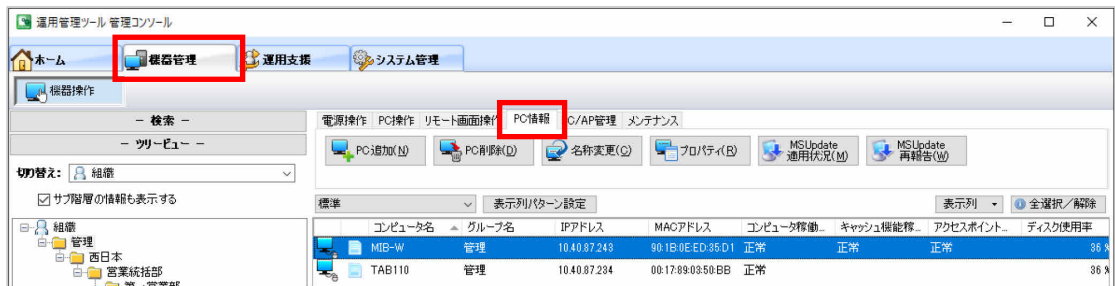 運用管理ツール 管理コンソール
ホーム 機器管理 運用支援 システム管理
機器操作
－ 検索 －
－ ツリービュー －
切り替え: 組織
サブ階層の情報も表示する
組織
管理
西日本
営業統括部
電源操作 PC操作 リモート画面操作 PC情報 C/AP管理 メンテナンス
PC追加(N) PC削除(D) 名称変更(C) プロパティ(R) MSUpdate 適用状況(M) MSUpdate 再報告(W)
標準 表示列パターン設定 表示列 全選択／解除
コンピュータ名 グループ名 IPアドレス MACアドレス コンピュータ稼働... キャッシュ機能稼... アクセスポイント... ディスク使用率
MIB-W 管理 10.40.87.243 90:1B:0E:ED:35:D1 正常 正常 正常 36 %
TAB110 管理 10.40.87.234 00:17:89:03:50:BB 正常 36 %